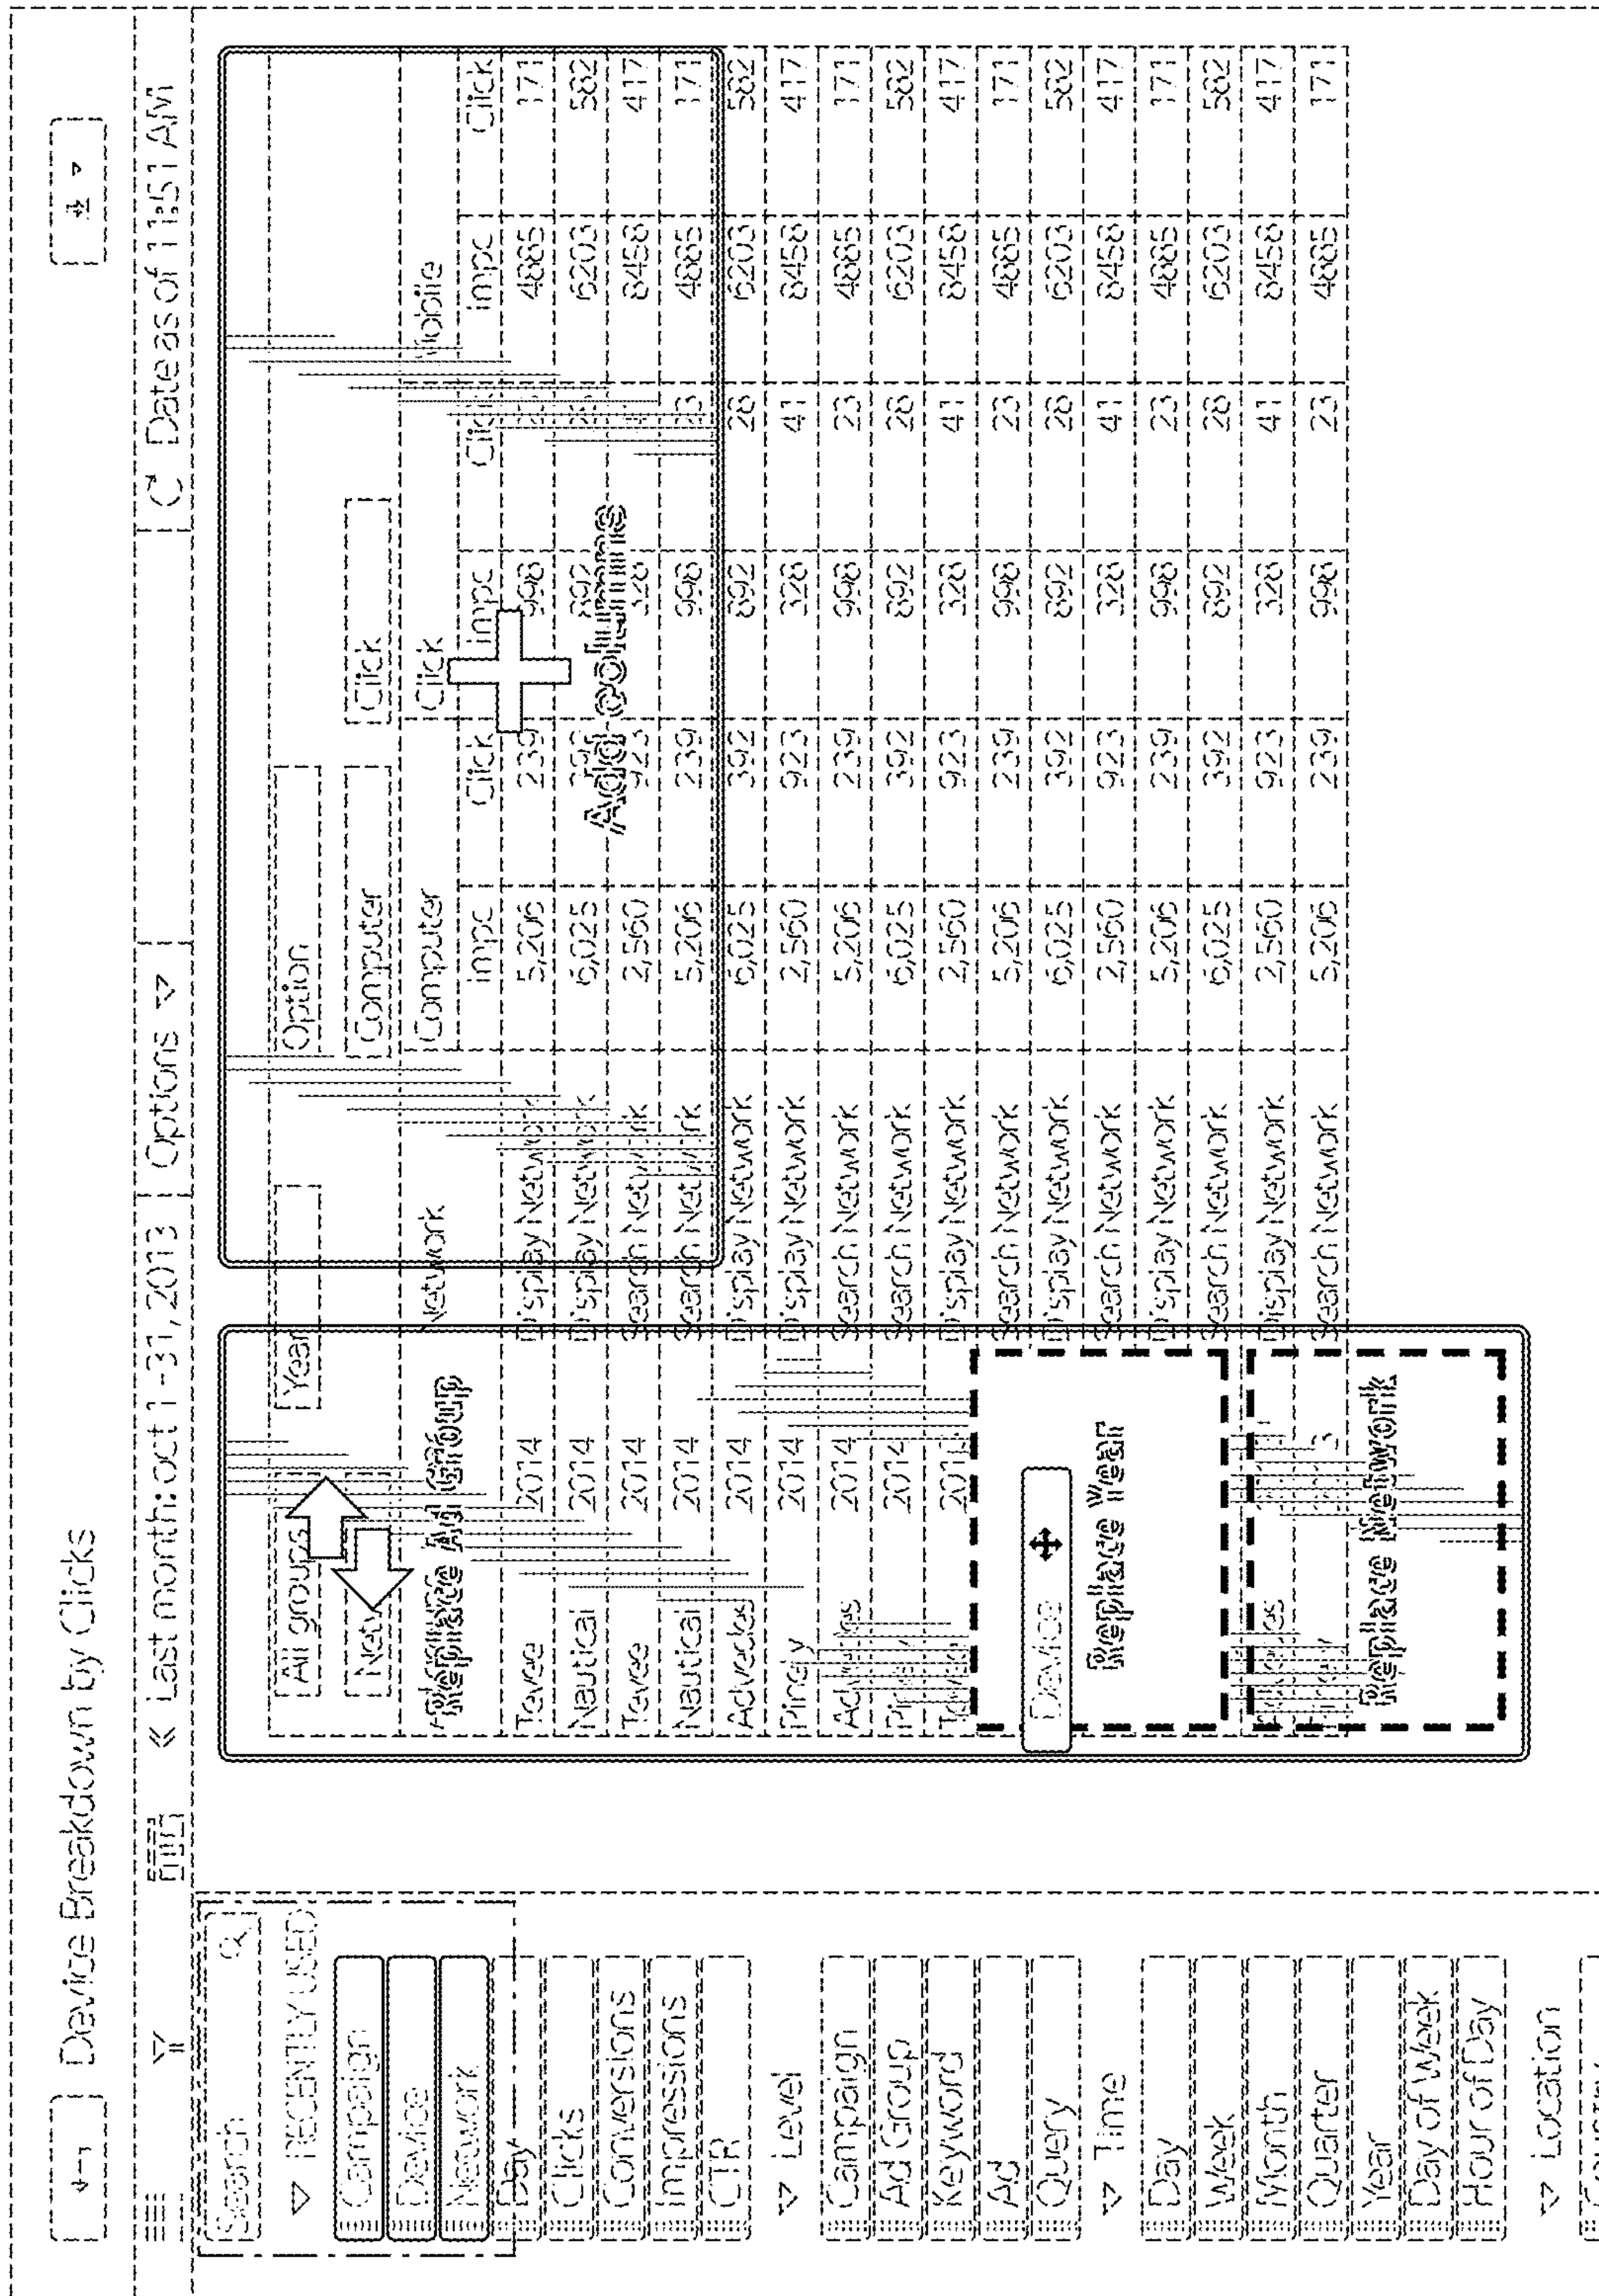 Device Breakdown by Clicks
« Last month: oct 1-31, 2013 Options Date as of 11:51 AM
Search
RECENTLY USED
Campaign
Device
Network
Day
Clicks
Conversions
Impressions
CTR
Level
Campaign
Ad Group
Keyword
Ad
Query
Time
Day
Week
Month
Quarter
Year
Day of Week
Hour of Day
Location
All groups Year Option
Computer Click
Replace Ad Group Network Computer Click Mobile
impc Click impc Click impc Click
Tevee 2014 Display Network 5,206 239 998 4885 171
Nautical 2014 Display Network 6,025 892 6203 582
Add columns
Tevee 2014 Search Network 2,560 923 328 8458 417
Nautical 2014 Search Network 5,206 239 998 23 4885 171
Advedes 2014 Display Network 6,025 392 892 28 6203 582
Pinely 2014 Display Network 2,560 923 328 41 8458 417
2014 Search Network 5,206 239 998 23 4885 171
2014 Search Network 6,025 392 892 28 6203 582
Display Network 2,560 923 328 41 8458 417
Search Network 5,206 239 998 23 4885 171
Device
Display Network 6,025 392 892 28 6203 582
Replace Year
Search Network 2,560 923 328 41 8458 417
Display Network 5,206 239 998 23 4885 171
Search Network 6,025 392 892 28 6203 582
Display Network 2,560 923 328 41 8458 417
Search Network 5,206 239 998 23 4885 171
Replace Network